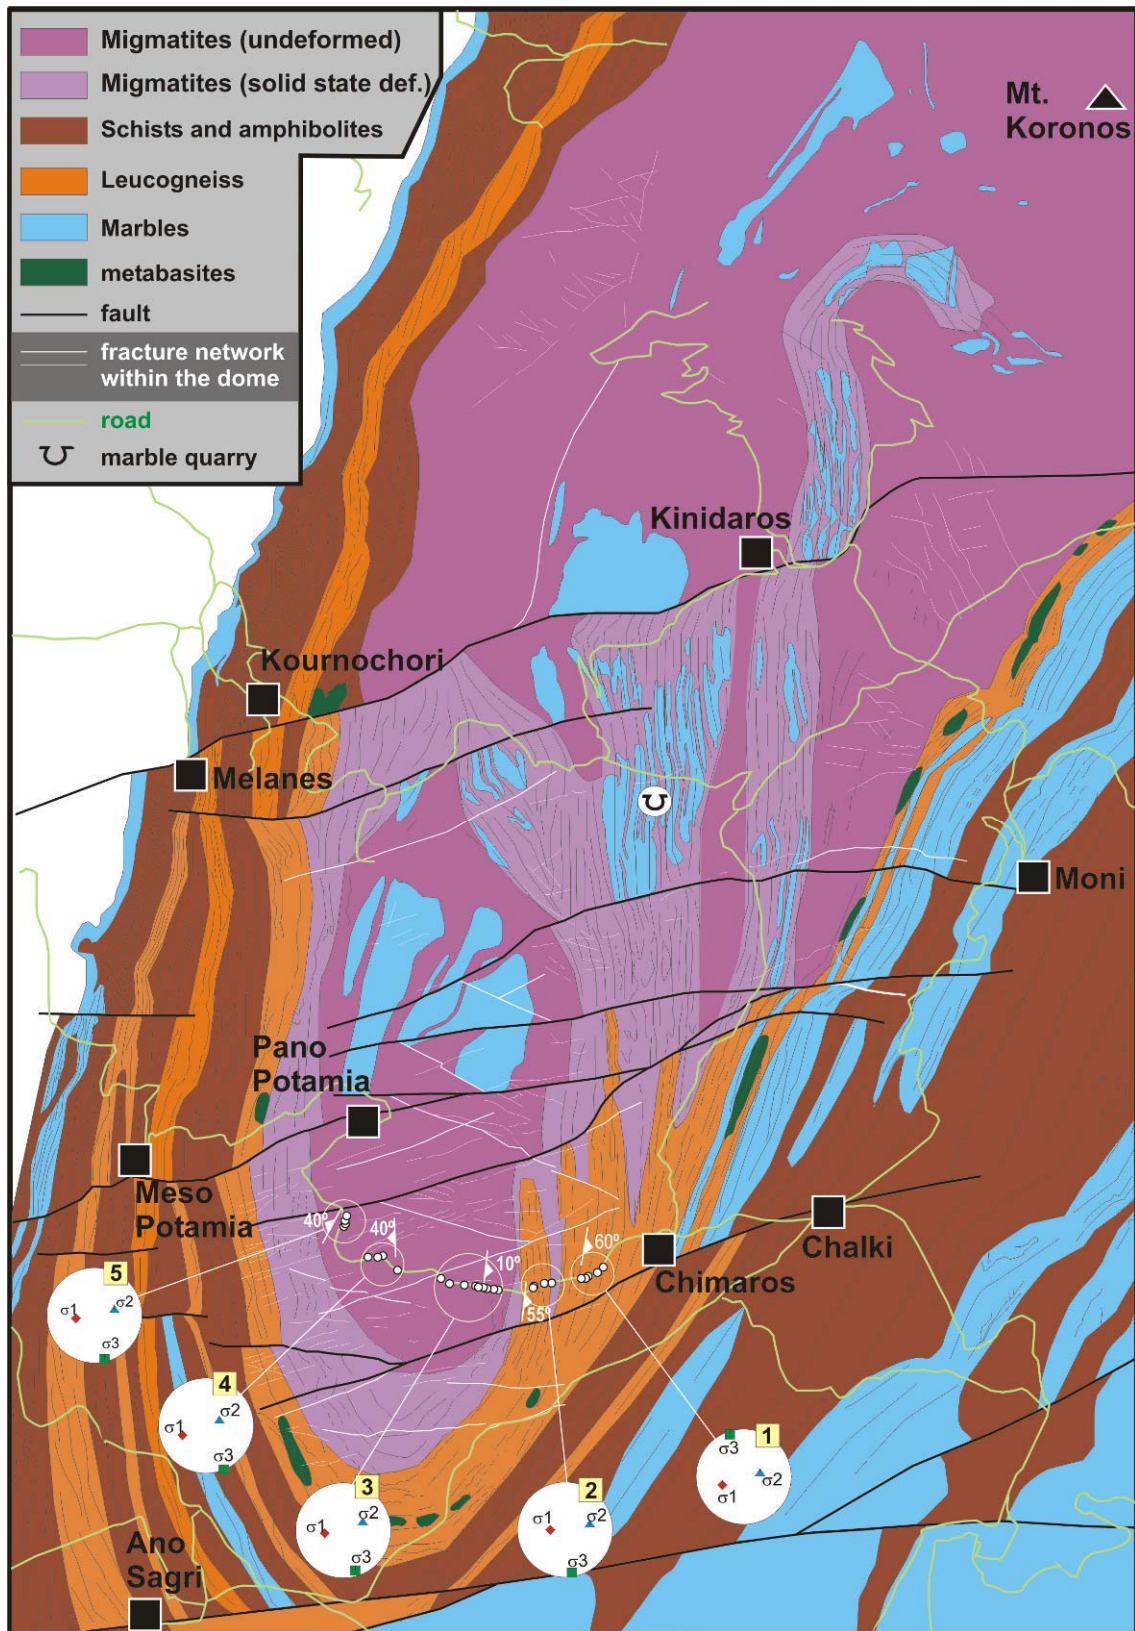 Migmatites (undeformed)
Migmatites (solid state def.)
Schists and amphibolites
Leucogneiss
Marbles
metabasites
fault
fracture network
within the dome
road
marble quarry
Mt.
Koronos
Kinidaros
Kournochori
Melanes
Moni
Pano
Potamia
Meso
Potamia
Chalki
Chimaros
40º
40º
10º
55º
60º
5
σ1
σ2
σ3
4
σ1
σ2
σ3
3
σ1
σ2
σ3
2
σ1
σ2
σ3
1
σ3
σ2
σ1
Ano
Sagri